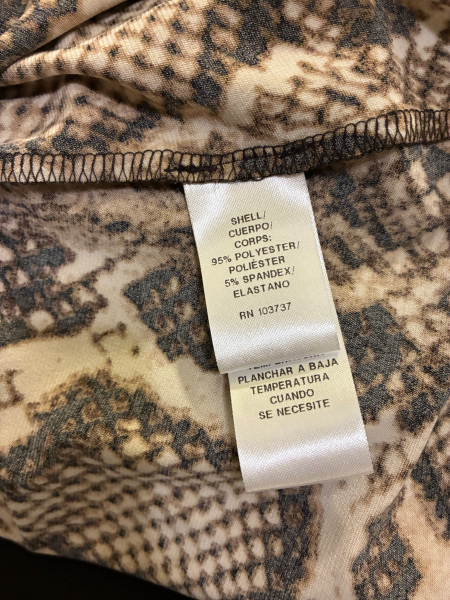 SHELL/
CUERPO/
CORPS:
95% POLYESTER/
POLIÉSTER
5% SPANDEX/
ELASTANO
RN 103737
PLANCHAR A BAJA
TEMPERATURA
CUANDO
SE NECESITE